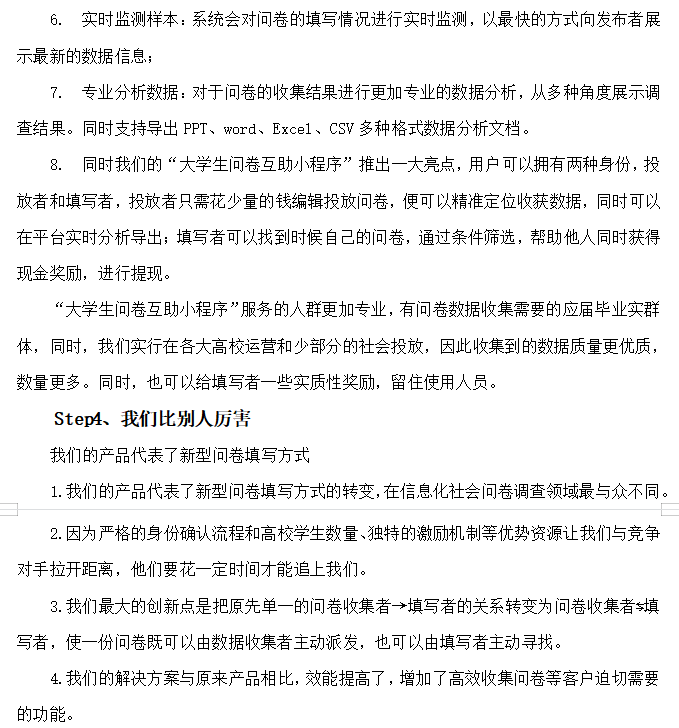 6. 实时监测样本：系统会对问卷的填写情况进行实时监测，以最快的方式向发布者展
示最新的数据信息；
7. 专业分析数据：对于问卷的收集结果进行更加专业的数据分析，从多种角度展示调
查结果。同时支持导出 PPT、word、Excel、CSV 多种格式数据分析文档。
8. 同时我们的“大学生问卷互助小程序”推出一大亮点，用户可以拥有两种身份，投
放者和填写者，投放者只需花少量的钱编辑投放问卷，便可以精准定位收获数据，同时可以
在平台实时分析导出；填写者可以找到时候自己的问卷，通过条件筛选，帮助他人同时获得
现金奖励，进行提现。
“大学生问卷互助小程序”服务的人群更加专业，有问卷数据收集需要的应届毕业实群
体，同时，我们实行在各大高校运营和少部分的社会投放，因此收集到的数据质量更优质，
数量更多。同时，也可以给填写者一些实质性奖励，留住使用人员。
Step4、我们比别人厉害
我们的产品代表了新型问卷填写方式
1.我们的产品代表了新型问卷填写方式的转变，在信息化社会问卷调查领域最与众不同。
2.因为严格的身份确认流程和高校学生数量、独特的激励机制等优势资源让我们与竞争
对手拉开距离，他们要花一定时间才能追上我们。
3.我们最大的创新点是把原先单一的问卷收集者→填写者的关系转变为问卷收集者⇆填
写者，使一份问卷既可以由数据收集者主动派发，也可以由填写者主动寻找。
4.我们的解决方案与原来产品相比，效能提高了，增加了高效收集问卷等客户迫切需要
的功能。